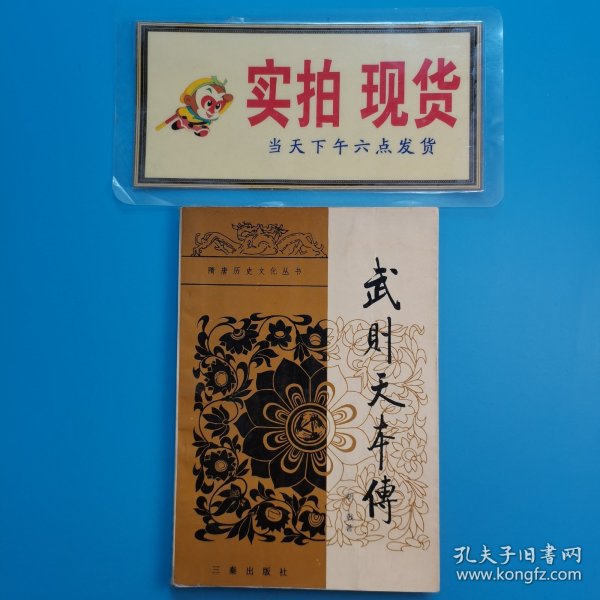 实拍 现货
当天下午六点发货
隋唐历史文化丛书
武則天本傳
著
三秦出版社
孔夫子旧书网
www.kongfz.com